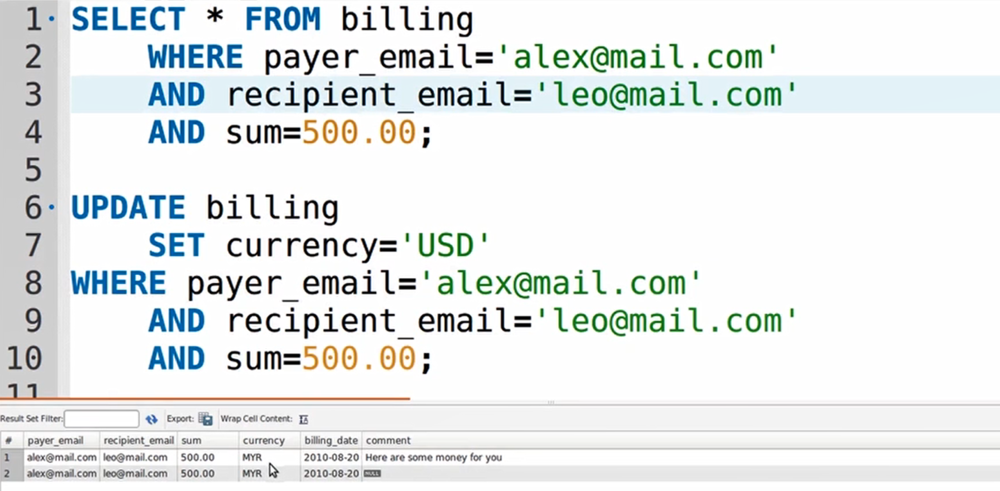 1 SELECT * FROM billing
2 WHERE payer_email='alex@mail.com'
3 AND recipient_email='leo@mail.com'
4 AND sum=500.00;
5
6 UPDATE billing
7 SET currency='USD'
8 WHERE payer_email='alex@mail.com'
9 AND recipient_email='leo@mail.com'
10 AND sum=500.00;
11
Result Set Filter: Export: Wrap Cell Content:
# payer_email recipient_email sum currency billing_date comment
1 alex@mail.com leo@mail.com 500.00 MYR 2010-08-20 Here are some money for you
2 alex@mail.com leo@mail.com 500.00 MYR 2010-08-20 NULL